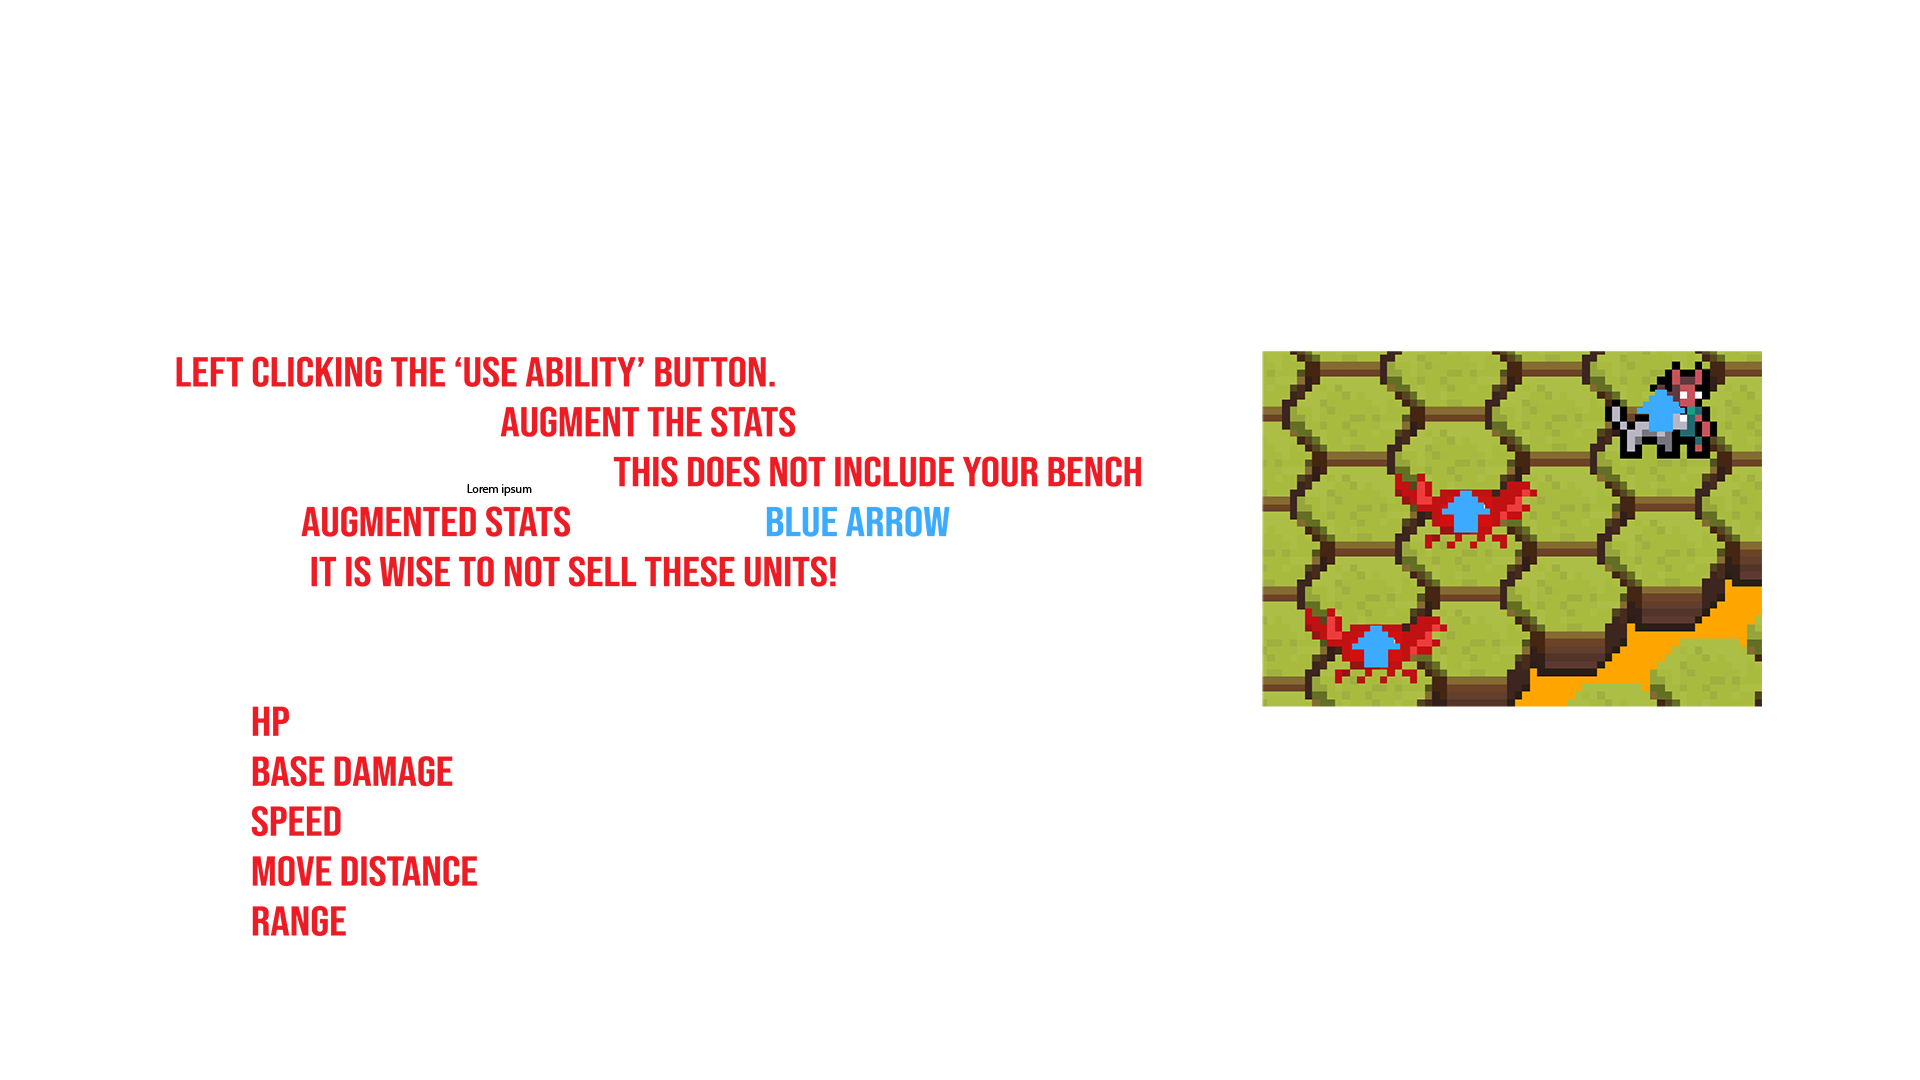 LEFT CLICKING THE ‘USE ABILITY’ BUTTON.
AUGMENT THE STATS
THIS DOES NOT INCLUDE YOUR BENCH
Lorem ipsum
AUGMENTED STATS BLUE ARROW
IT IS WISE TO NOT SELL THESE UNITS!
HP
BASE DAMAGE
SPEED
MOVE DISTANCE
RANGE